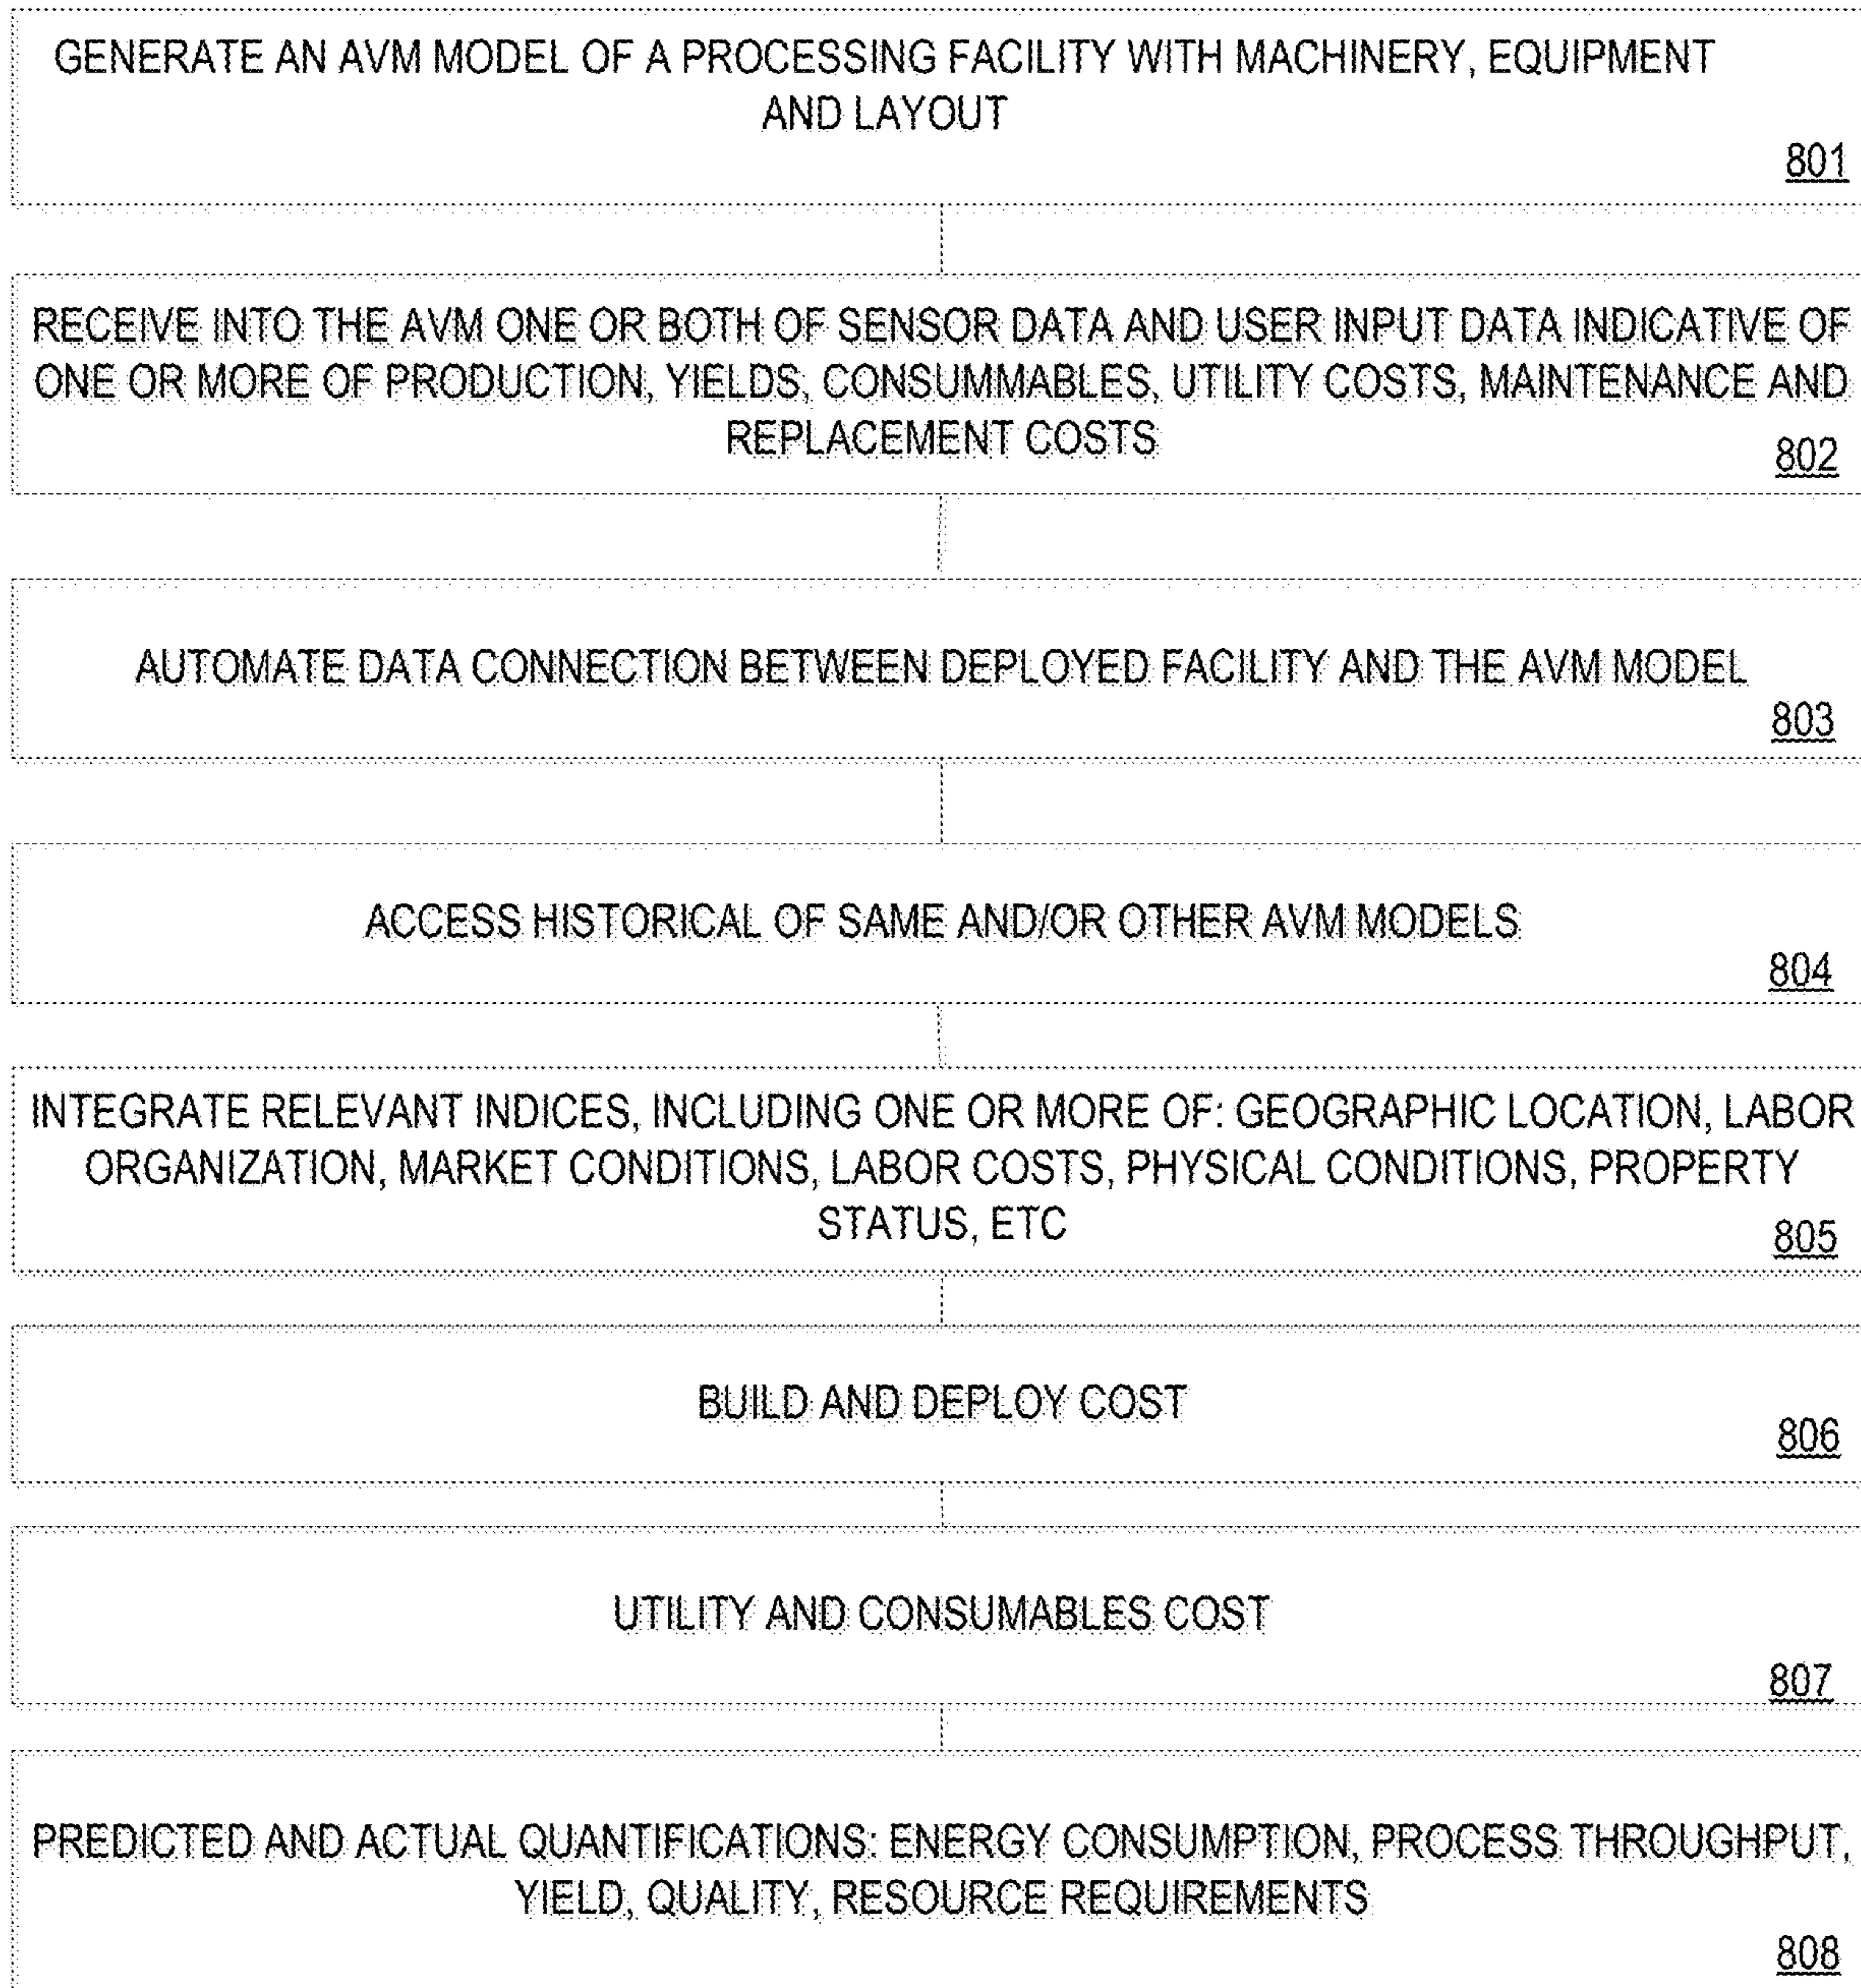 GENERATE AN AVM MODEL OF A PROCESSING FACILITY WITH MACHINERY, EQUIPMENT
AND LAYOUT
801
RECEIVE INTO THE AVM ONE OR BOTH OF SENSOR DATA AND USER INPUT DATA INDICATIVE OF
ONE OR MORE OF PRODUCTION, YIELDS, CONSUMMABLES, UTILITY COSTS, MAINTENANCE AND
REPLACEMENT COSTS
802
AUTOMATE DATA CONNECTION BETWEEN DEPLOYED FACILITY AND THE AVM MODEL
803
ACCESS HISTORICAL OF SAME AND/OR OTHER AVM MODELS
804
INTEGRATE RELEVANT INDICES, INCLUDING ONE OR MORE OF: GEOGRAPHIC LOCATION, LABOR
ORGANIZATION, MARKET CONDITIONS, LABOR COSTS, PHYSICAL CONDITIONS, PROPERTY
STATUS, ETC
805
BUILD AND DEPLOY COST
806
UTILITY AND CONSUMABLES COST
807
PREDICTED AND ACTUAL QUANTIFICATIONS: ENERGY CONSUMPTION, PROCESS THROUGHPUT,
YIELD, QUALITY, RESOURCE REQUIREMENTS
808